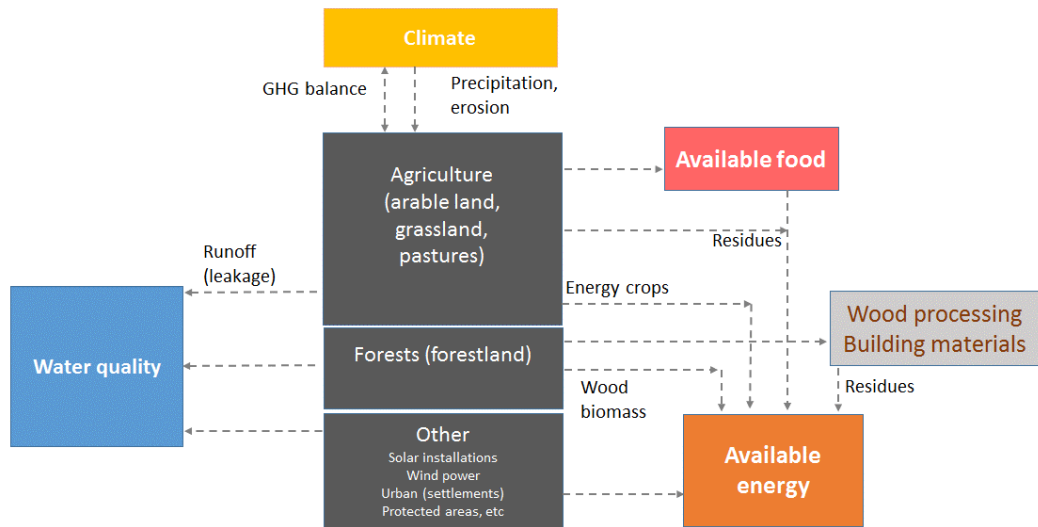 Climate
GHG balance
Precipitation,
erosion
Agriculture
(arable land,
grassland,
pastures)
Available food
Residues
Runoff
(leakage)
Energy crops
Water quality
Forests (forestland)
Wood processing
Building materials
Wood
biomass
Residues
Other
Solar installations
Wind power
Urban (settlements)
Protected areas, etc
Available
energy